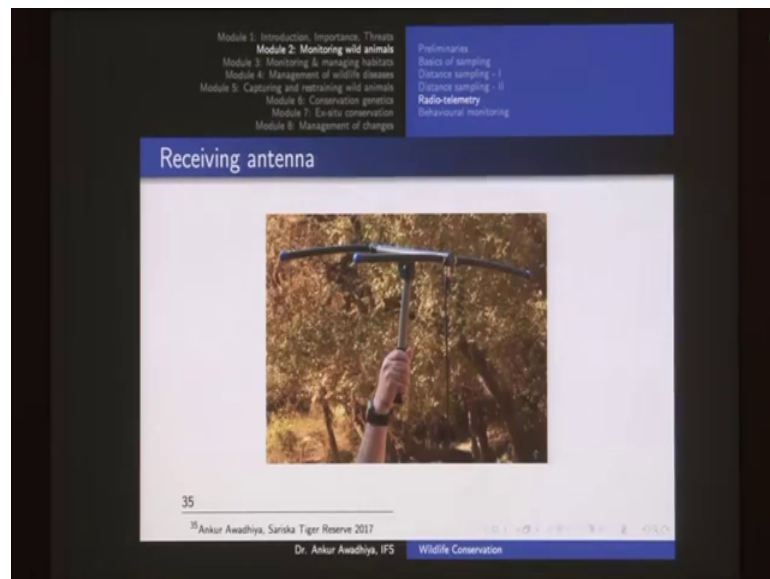 Module 1: Introduction, Importance, Threats
Module 2: Monitoring wild animals
Module 3: Monitoring & managing habitats
Module 4: Management of wildlife diseases
Module 5: Capturing and restraining wild animals
Module 6: Conservation genetics
Module 7: Ex-situ conservation
Module 8: Management of changes
Preliminaries
Basics of sampling
Distance sampling - I
Distance sampling - II
Radio-telemetry
Behavioural monitoring
Receiving antenna
35
35 Ankur Awadhiya, Sariska Tiger Reserve 2017
Dr. Ankur Awadhiya, IFS
Wildlife Conservation